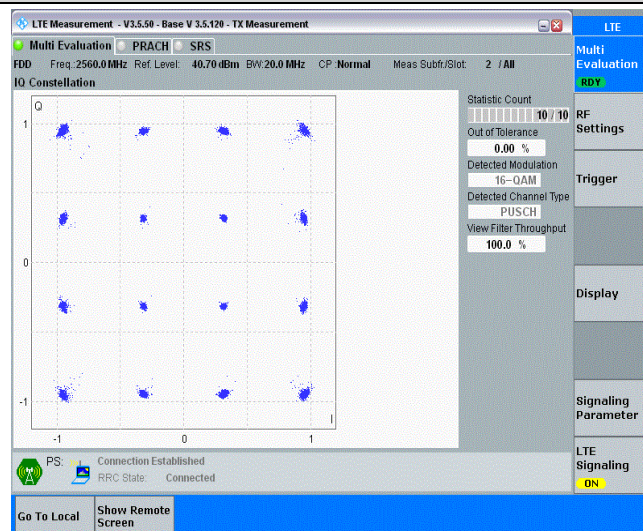 LTE Measurement - V3.5.50 - Base V 3.5.120 - TX Measurement
LTE
Multi Evaluation PRACH SRS
FDD Freq.:2560.0 MHz Ref. Level: 40.70 dBm BW:20.0 MHz CP :Normal Meas Subfr./Slot: 2 / All
IQ Constellation
Q
1
0
-1
-1 0 1
I
Statistic Count
10 / 10
Out of Tolerance
0.00 %
Detected Modulation
16-QAM
Detected Channel Type
PUSCH
View Filter Throughput
100.0 %
Multi
Evaluation
RDY
RF
Settings
Trigger
Display
Signaling
Parameter
LTE
Signaling
ON
PS: Connection Established
RRC State: Connected
Go To Local
Show Remote
Screen